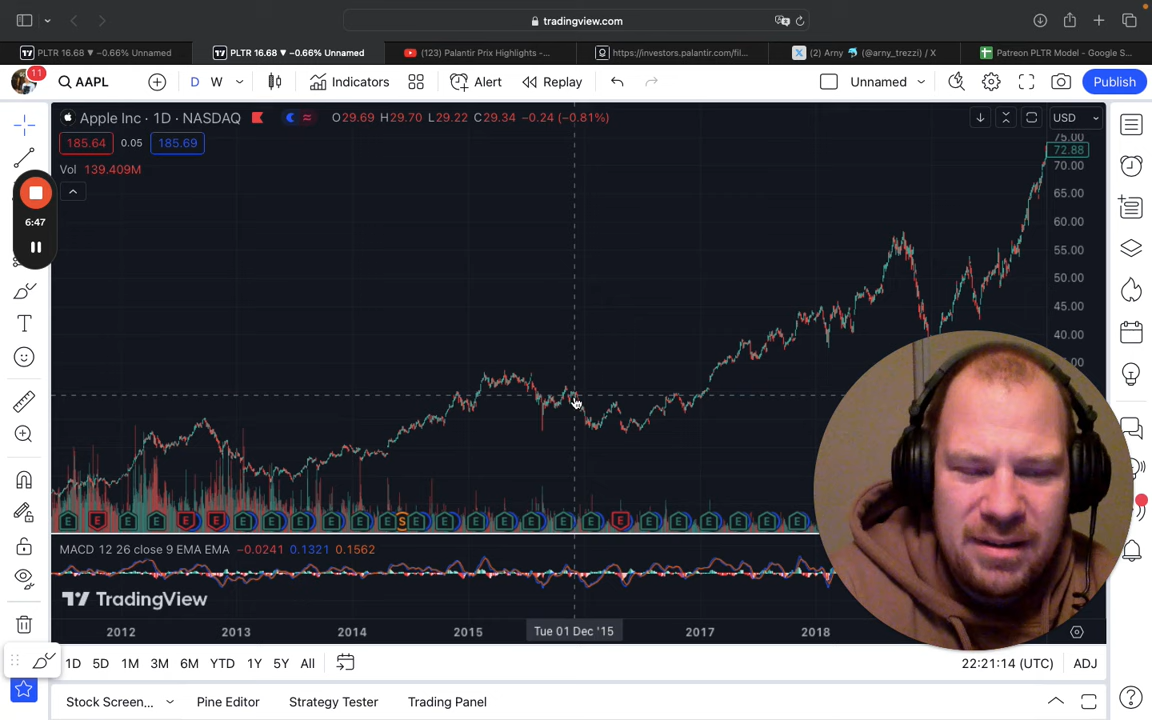 tradingview.com
PLTR 16.68 ▼ −0.66% Unnamed
PLTR 16.68 ▼ −0.66% Unnamed
(123) Palantir Prix Highlights -...
https://investors.palantir.com/fil...
(2) Arny 🐬 (@arny_trezzi) / X
Patreon PLTR Model - Google S...
11
AAPL
D
W
Indicators
Alert
Replay
Unnamed
Publish
Apple Inc · 1D · NASDAQ
O29.69 H29.70 L29.22 C29.34 −0.24 (−0.81%)
USD
185.64
0.05
185.69
Vol 139.409M
75.00
72.88
70.00
65.00
60.00
55.00
50.00
45.00
40.00
6:47
E E E E E E E E E E E S E E E E E E E E E E E E E E
MACD 12 26 close 9 EMA EMA −0.0241 0.1321 0.1562
TradingView
2012
2013
2014
2015
Tue 01 Dec '15
2017
2018
1D
5D
1M
3M
6M
YTD
1Y
5Y
All
22:21:14 (UTC)
ADJ
Stock Screen...
Pine Editor
Strategy Tester
Trading Panel